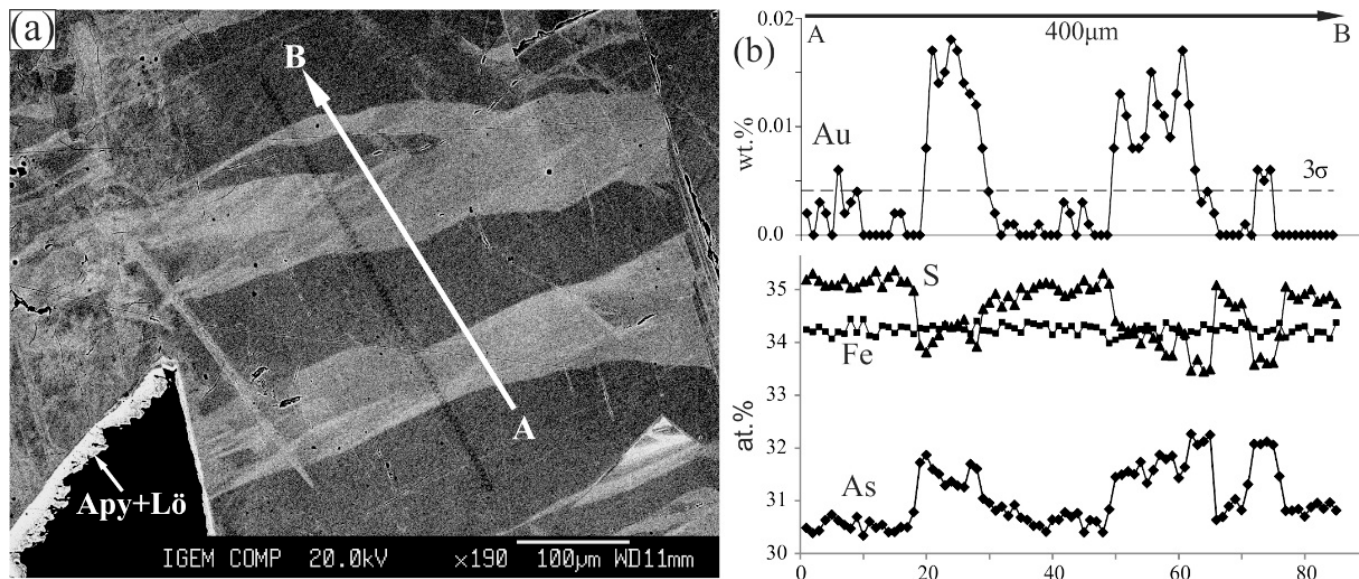 (a)
B
A
Apy+Lö
IGEM COMP 20.0kV ×190 100μm WD11mm
(b)
A 400μm B
0.02
0.01
0.0
wt.%
Au
3σ
S
Fe
As
35
34
33
32
31
30
at.%
0 20 40 60 80